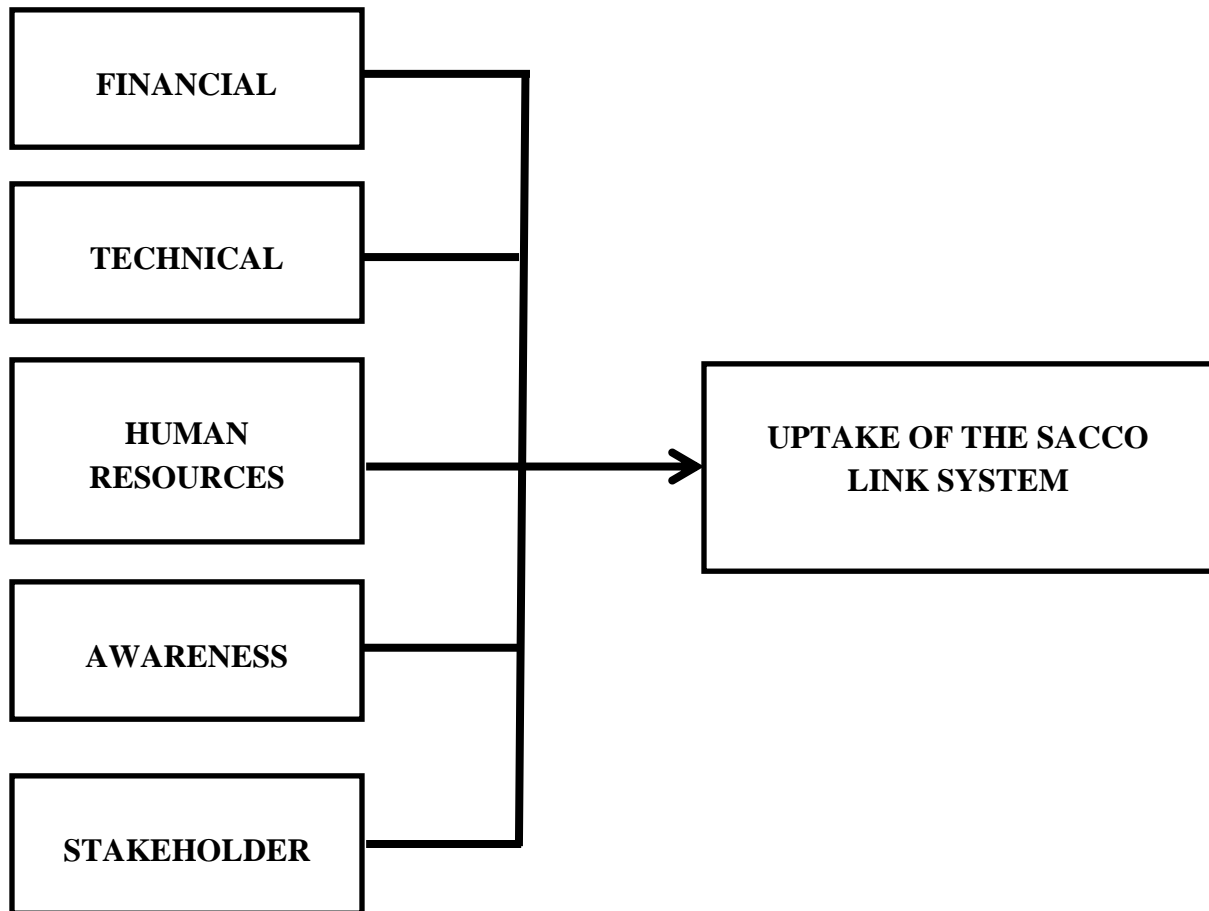 FINANCIAL
TECHNICAL
HUMAN
RESOURCES
UPTAKE OF THE SACCO
LINK SYSTEM
AWARENESS
STAKEHOLDER